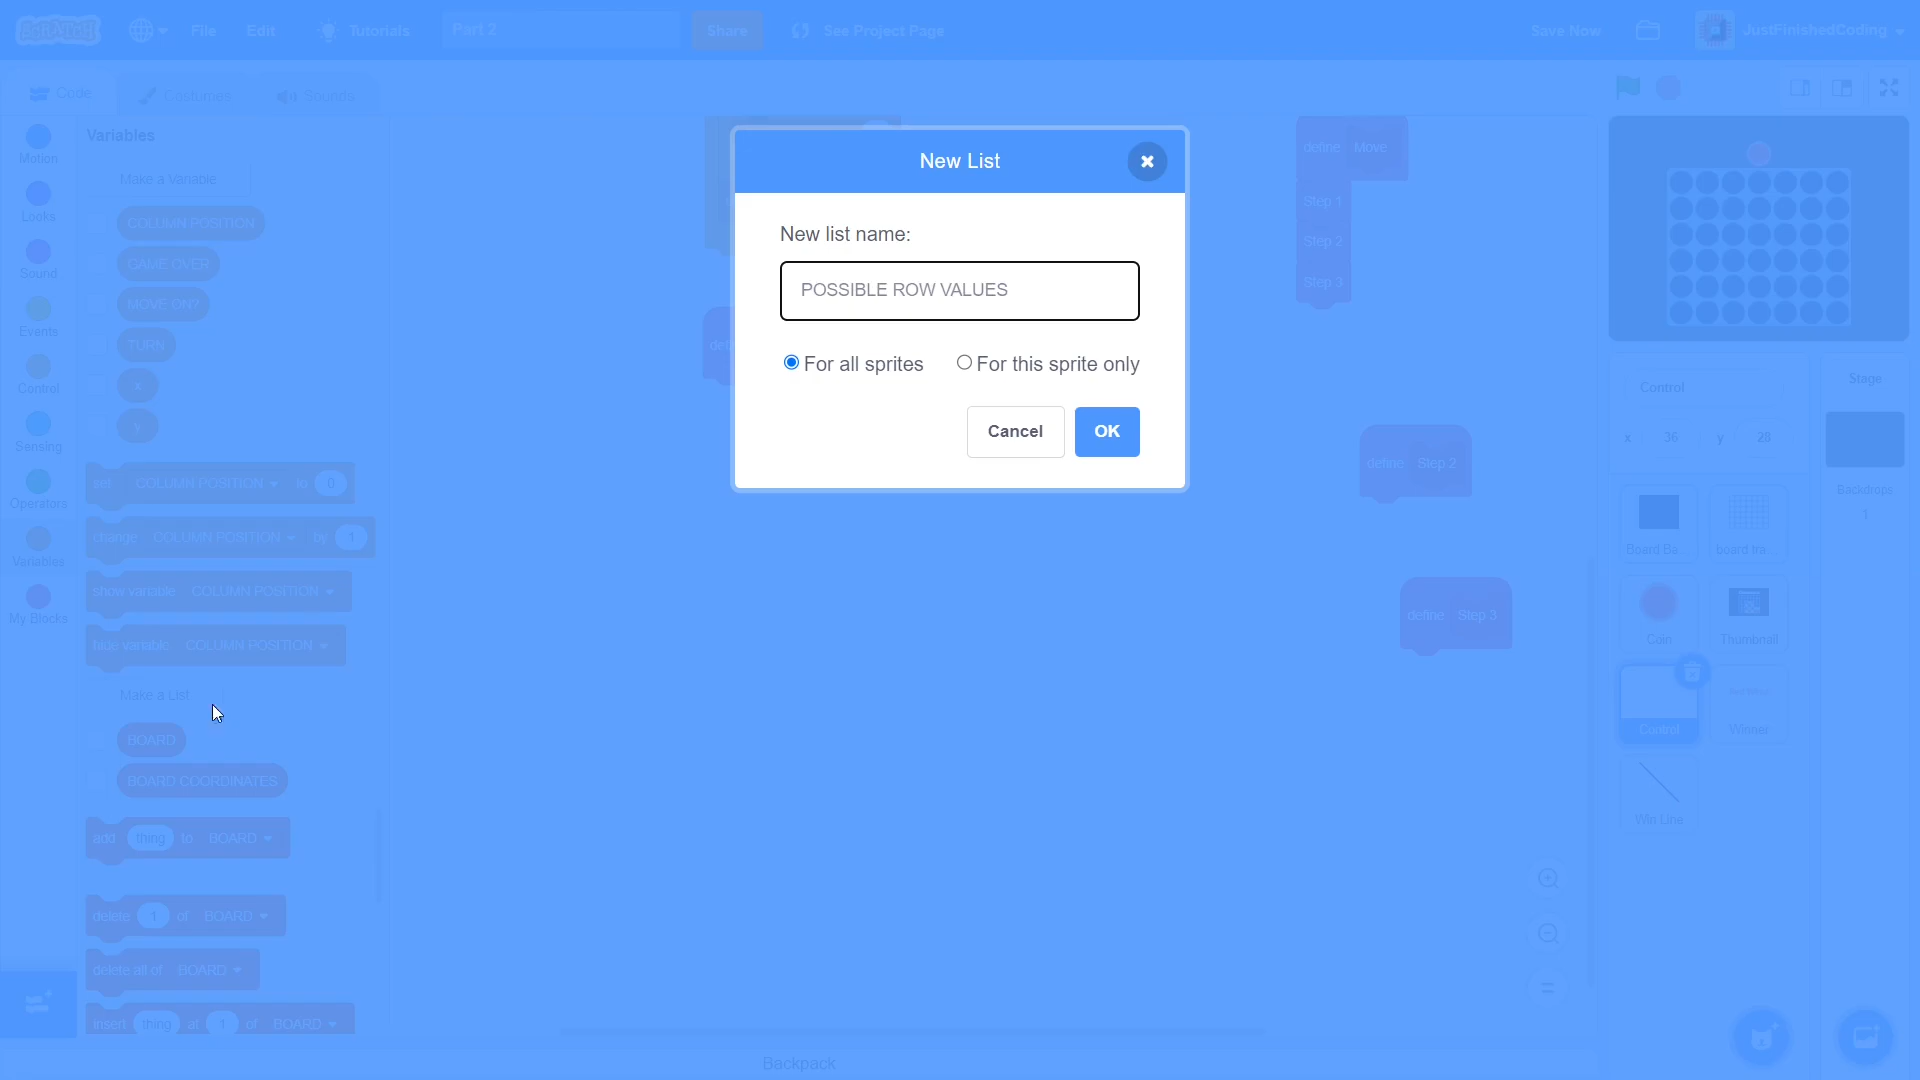 SCRATCH
File
Edit
Tutorials
Part 2
Share
See Project Page
Save Now
JustFinishedCoding
Code
Costumes
Sounds
Motion
Looks
Sound
Events
Control
Sensing
Operators
Variables
My Blocks
Variables
Make a Variable
COLUMN POSITION
GAME OVER
MOVE ON?
TURN
x
y
set COLUMN POSITION to 0
change COLUMN POSITION by 1
show variable COLUMN POSITION
hide variable COLUMN POSITION
Make a List
BOARD
BOARD COORDINATES
add thing to BOARD
delete 1 of BOARD
delete all of BOARD
insert thing at 1 of BOARD
New List
New list name:
POSSIBLE ROW VALUES
For all sprites
For this sprite only
Cancel
OK
define Move
Step 1
Step 2
Step 3
define Step 2
define Step 3
Control
x 36 y 28
Stage
Backdrops
1
Board Ba...
board fra...
Coin
Thumbnail
Control
Winner
Win Line
Backpack